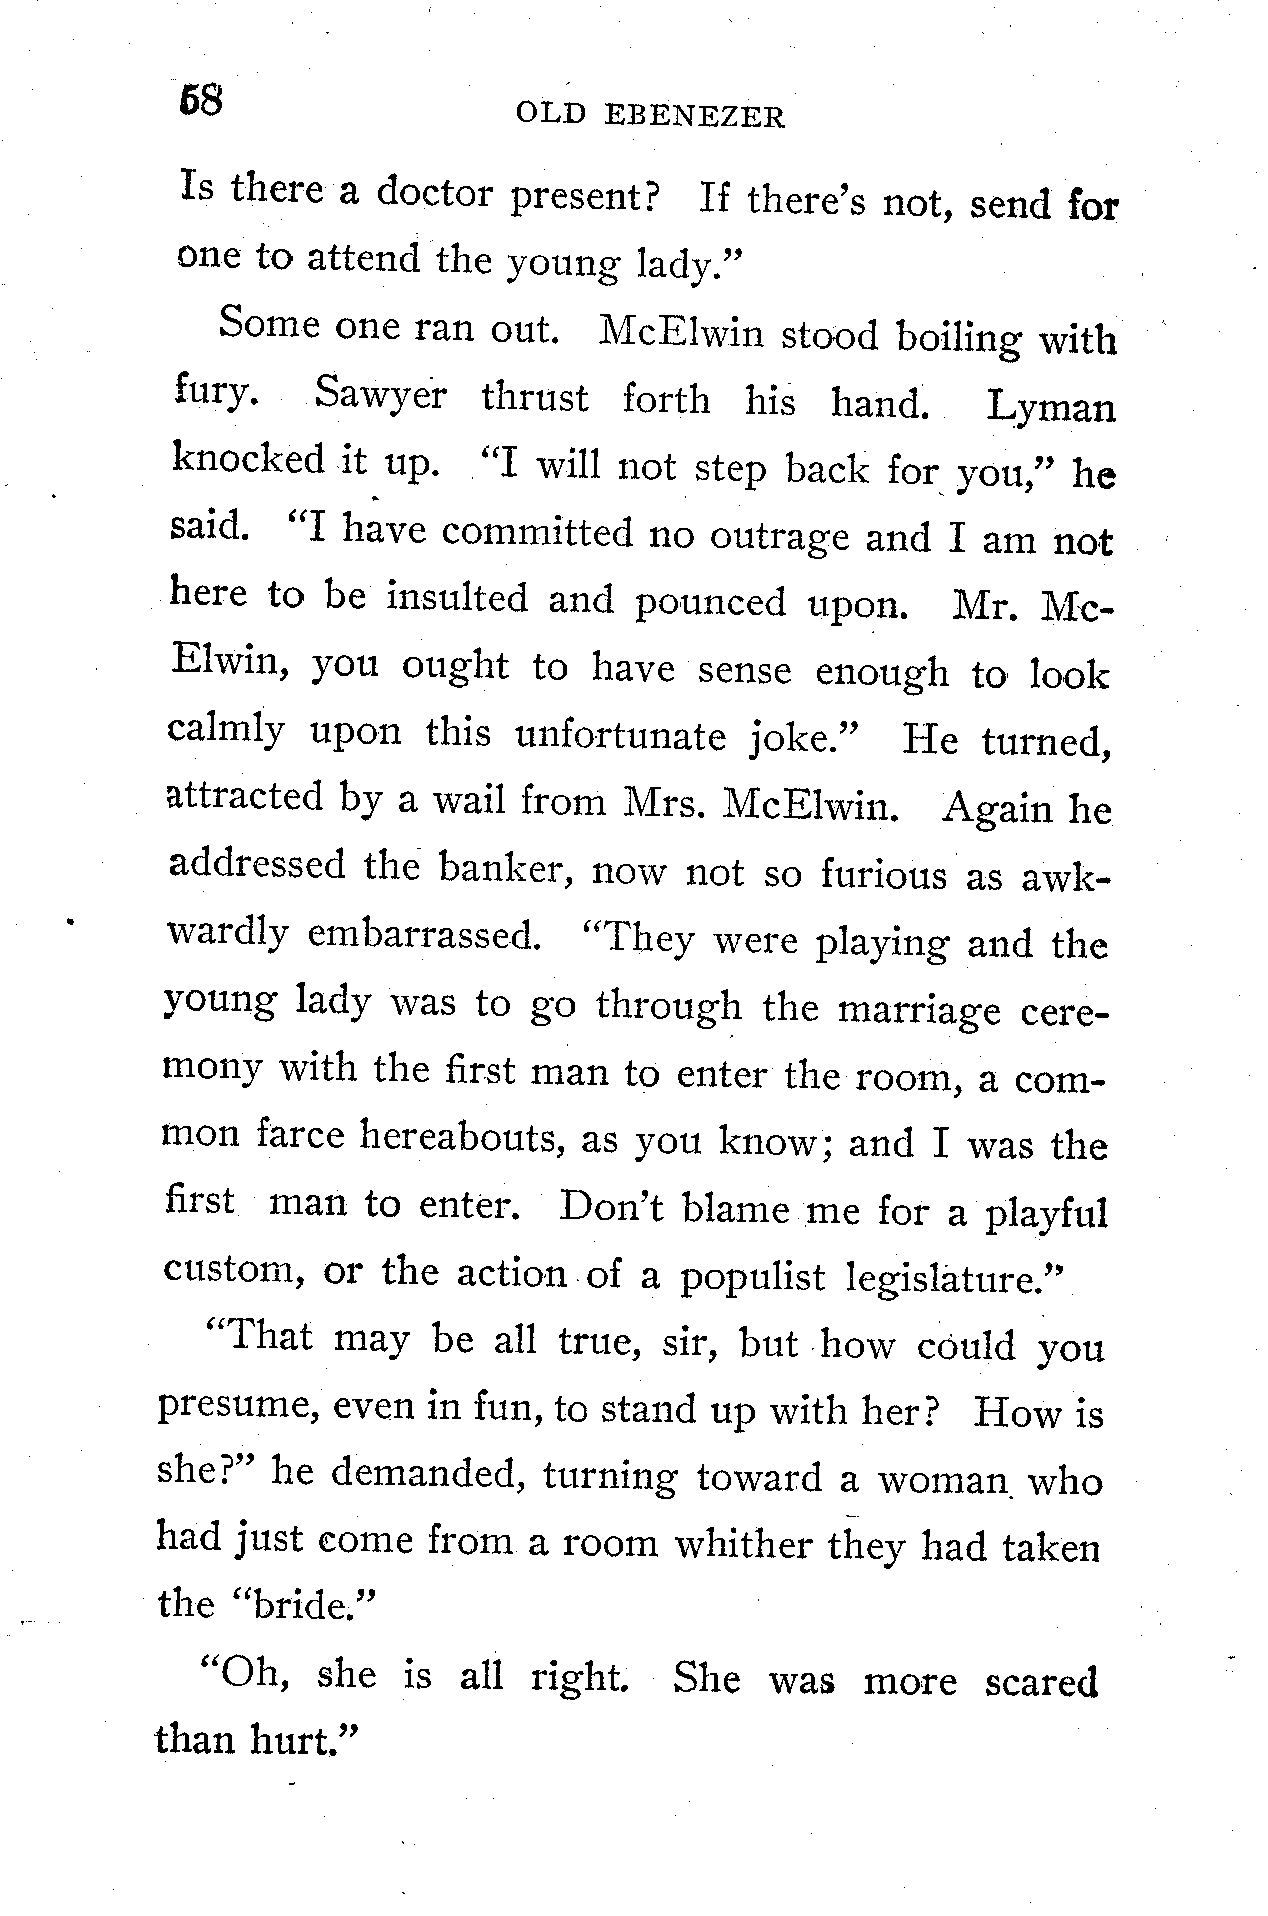 68
OLD EBENEZER
Is there a doctor present? If there's not, send for
one to attend the young lady."
Some one ran out. McElwin stood boiling with
fury. Sawyer thrust forth his hand. Lyman
knocked it up. "I will not step back for you," he
said. "I have committed no outrage and I am not
here to be insulted and pounced upon. Mr. Mc-
Elwin, you ought to have sense enough to look
calmly upon this unfortunate joke." He turned,
attracted by a wail from Mrs. McElwin. Again he
addressed the banker, now not so furious as awk-
wardly embarrassed. "They were playing and the
young lady was to go through the marriage cere-
mony with the first man to enter the room, a com-
mon farce hereabouts, as you know; and I was the
first man to enter. Don't blame me for a playful
custom, or the action of a populist legislature."
"That may be all true, sir, but how could you
presume, even in fun, to stand up with her? How is
she?" he demanded, turning toward a woman who
had just come from a room whither they had taken
the "bride."
"Oh, she is all right. She was more scared
than hurt."